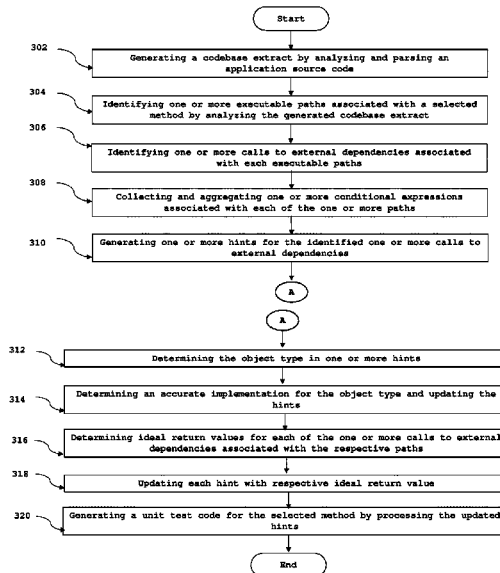 Start
302
Generating a codebase extract by analyzing and parsing an
application source code
304
Identifying one or more executable paths associated with a selected
method by analyzing the generated codebase extract
306
Identifying one or more calls to external dependencies associated
with each executable paths
308
Collecting and aggregating one or more conditional expressions
associated with each of the one or more paths
310
Generating one or more hints for the identified one or more calls to
external dependencies
A
A
312
Determining the object type in one or more hints
314
Determining an accurate implementation for the object type and updating the
hints
316
Determining ideal return values for each of the one or more calls to external
dependencies associated with the respective paths
318
Updating each hint with respective ideal return value
320
Generating a unit test code for the selected method by processing the updated
hints
End